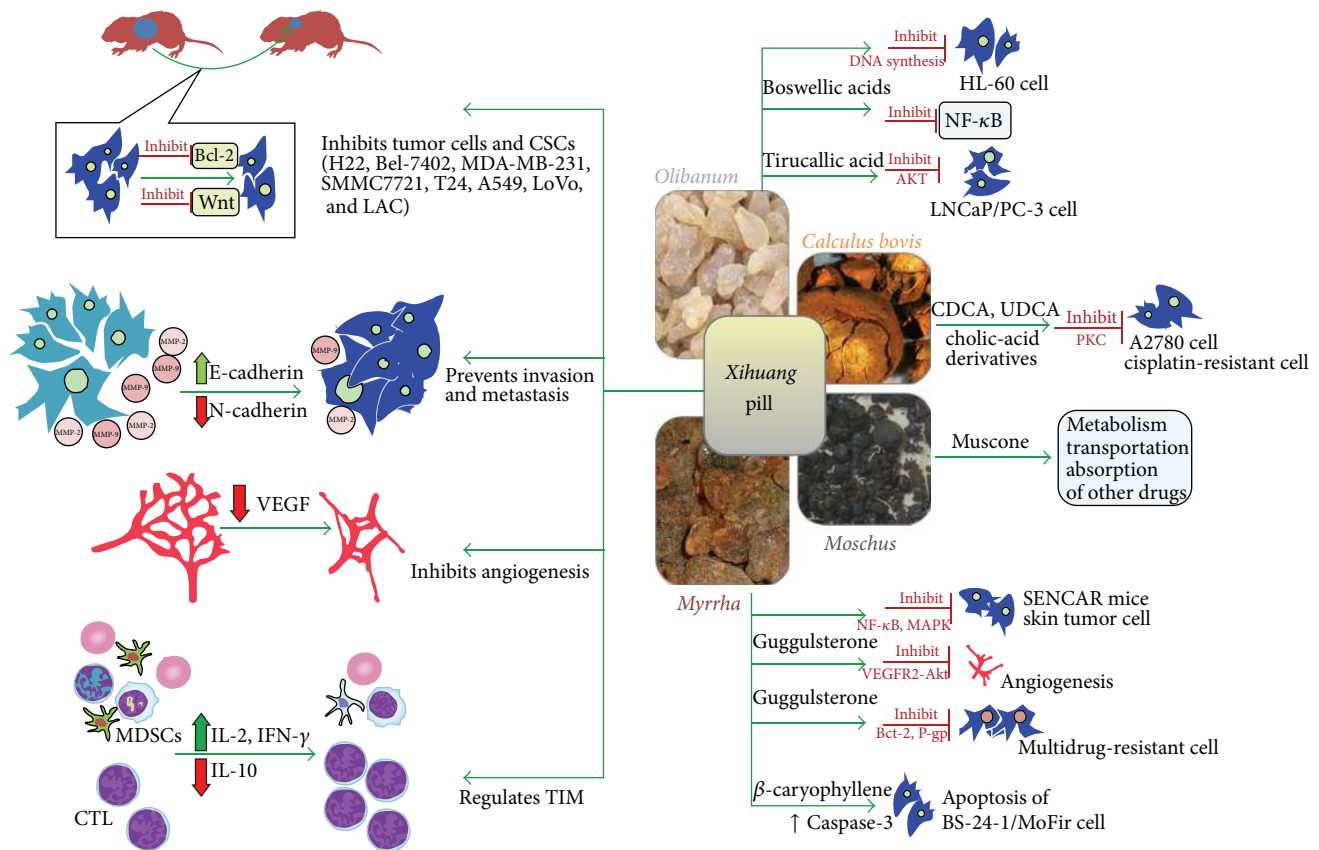 Inhibit
Bcl-2
Inhibit
Wnt
Inhibits tumor cells and CSCs
(H22, Bel-7402, MDA-MB-231,
SMMC7721, T24, A549, LoVo,
and LAC)
MMP-2
MMP-9
MMP-9
MMP-2
MMP-9
MMP-2
E-cadherin
N-cadherin
MMP-9
MMP-2
Prevents invasion
and metastasis
VEGF
Inhibits angiogenesis
MDSCs
IL-2, IFN-γ
IL-10
CTL
Regulates TIM
Olibanum
Calculus bovis
Xihuang
pill
Myrrha
Moschus
Boswellic acids
Inhibit
DNA synthesis
HL-60 cell
Inhibit
NF-κB
Tirucallic acid
Inhibit
AKT
LNCaP/PC-3 cell
CDCA, UDCA
cholic-acid
derivatives
Inhibit
PKC
A2780 cell
cisplatin-resistant cell
Muscone
Metabolism
transportation
absorption
of other drugs
Inhibit
NF-κB, MAPK
SENCAR mice
skin tumor cell
Guggulsterone
Inhibit
VEGFR2-Akt
Angiogenesis
Guggulsterone
Inhibit
Bct-2, P-gp
Multidrug-resistant cell
β-caryophyllene
↑ Caspase-3
Apoptosis of
BS-24-1/MoFir cell